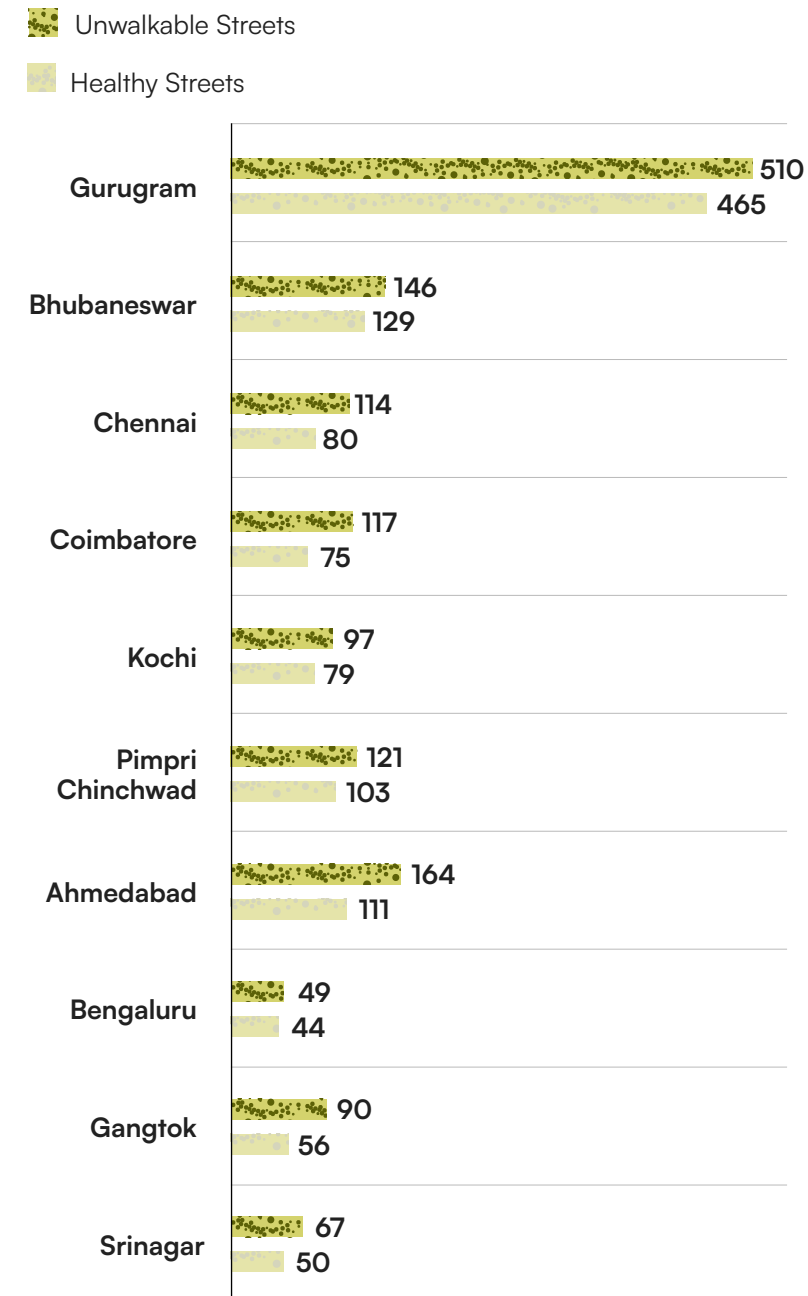 Unwalkable Streets
Healthy Streets
Gurugram
510
465
Bhubaneswar
146
129
Chennai
114
80
Coimbatore
117
75
Kochi
97
79
Pimpri
Chinchwad
121
103
Ahmedabad
164
111
Bengaluru
49
44
Gangtok
90
56
Srinagar
67
50